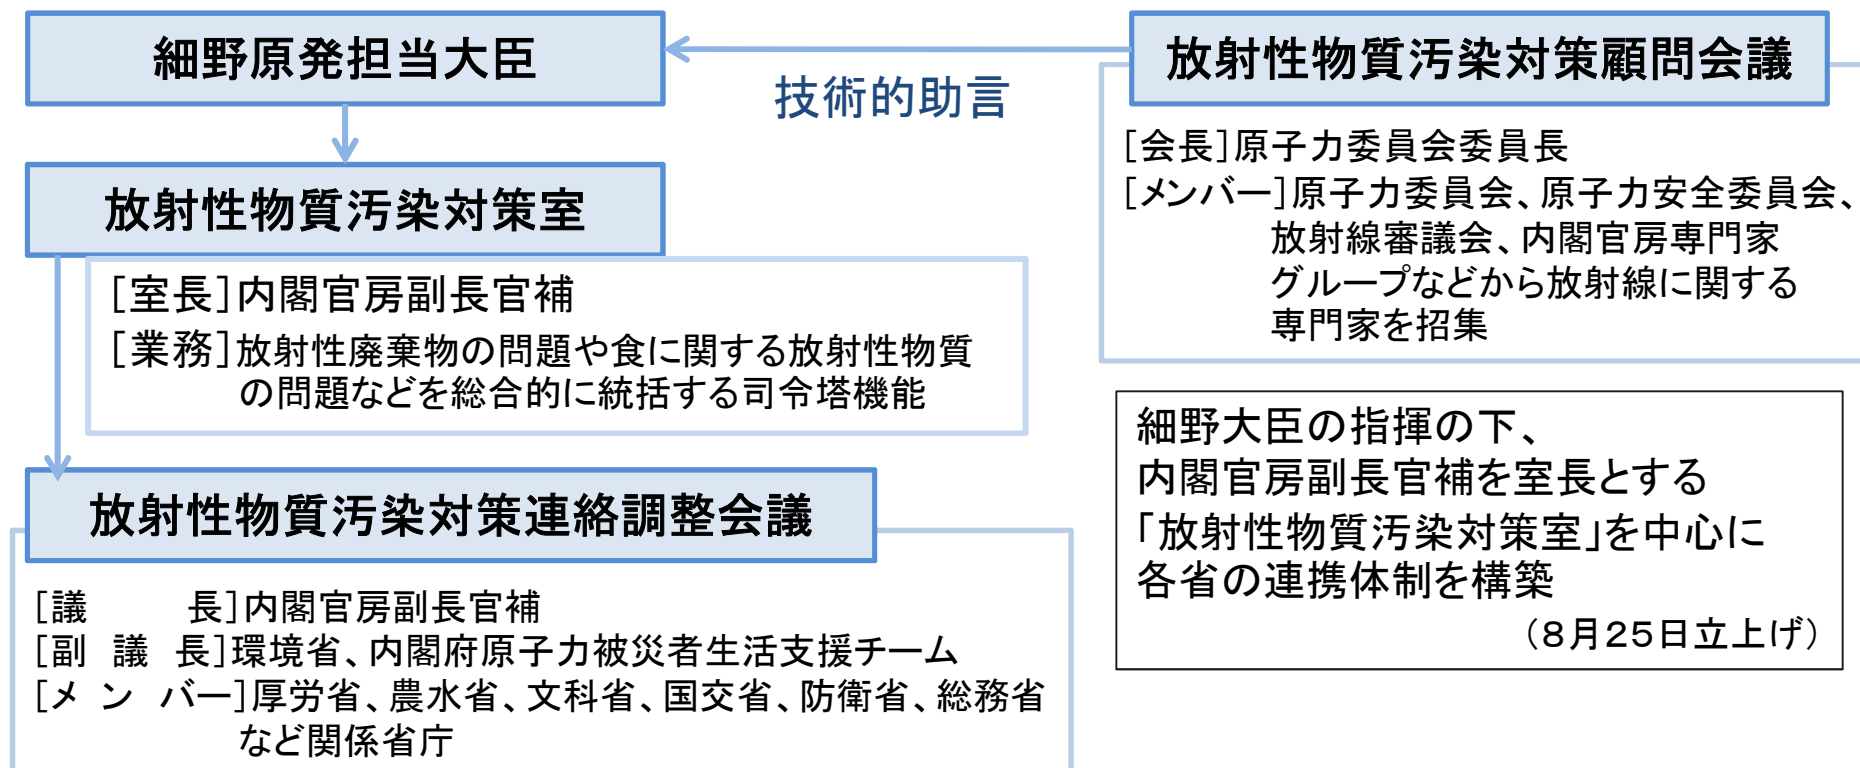 細野原発担当大臣
技術的助言
放射性物質汚染対策顧問会議
[会長]原子力委員会委員長
[メンバー]原子力委員会、原子力安全委員会、
放射線審議会、内閣官房専門家
グループなどから放射線に関する
専門家を招集
放射性物質汚染対策室
[室長]内閣官房副長官補
[業務]放射性廃棄物の問題や食に関する放射性物質
の問題などを総合的に統括する司令塔機能
放射性物質汚染対策連絡調整会議
[議　　長]内閣官房副長官補
[副 議 長]環境省、内閣府原子力被災者生活支援チーム
[メ ン バー]厚労省、農水省、文科省、国交省、防衛省、総務省
など関係省庁
細野大臣の指揮の下、
内閣官房副長官補を室長とする
「放射性物質汚染対策室」を中心に
各省の連携体制を構築
（８月２５日立上げ）